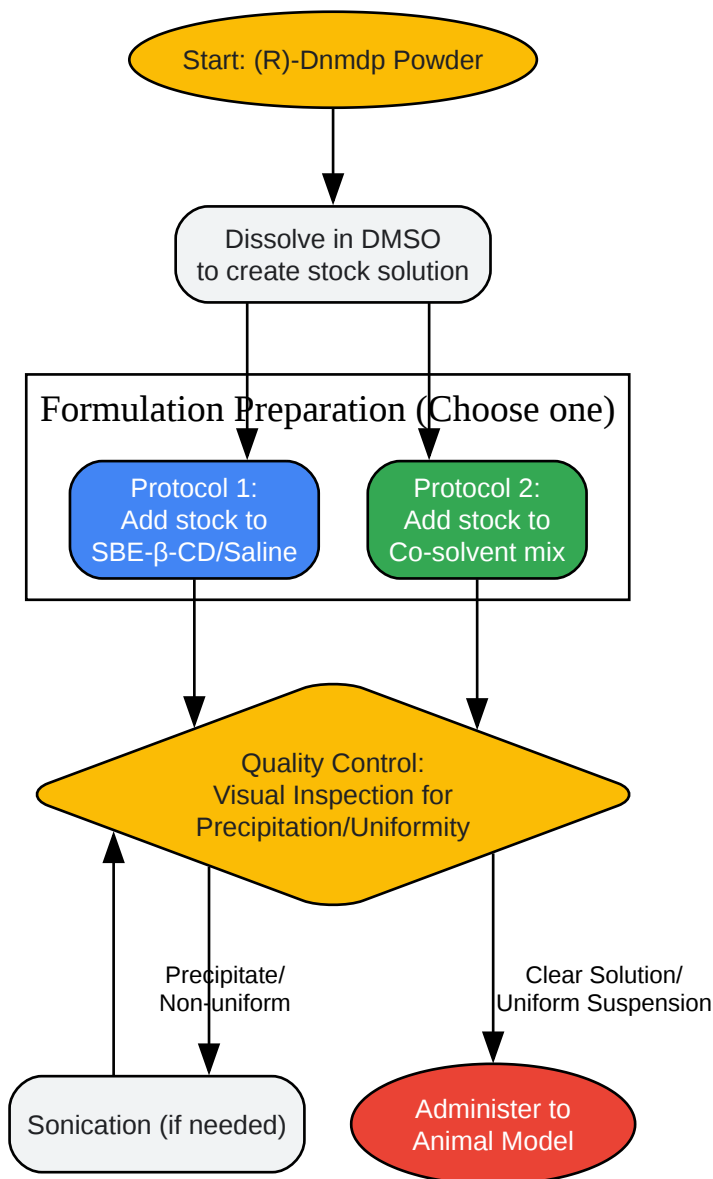 Start: (R)-Dnmdp Powder
Dissolve in DMSO
to create stock solution
Formulation Preparation (Choose one)
Protocol 1:
Add stock to
SBE-β-CD/Saline
Protocol 2:
Add stock to
Co-solvent mix
Quality Control:
Visual Inspection for
Precipitation/Uniformity
Precipitate/
Non-uniform
Clear Solution/
Uniform Suspension
Sonication (if needed)
Administer to
Animal Model